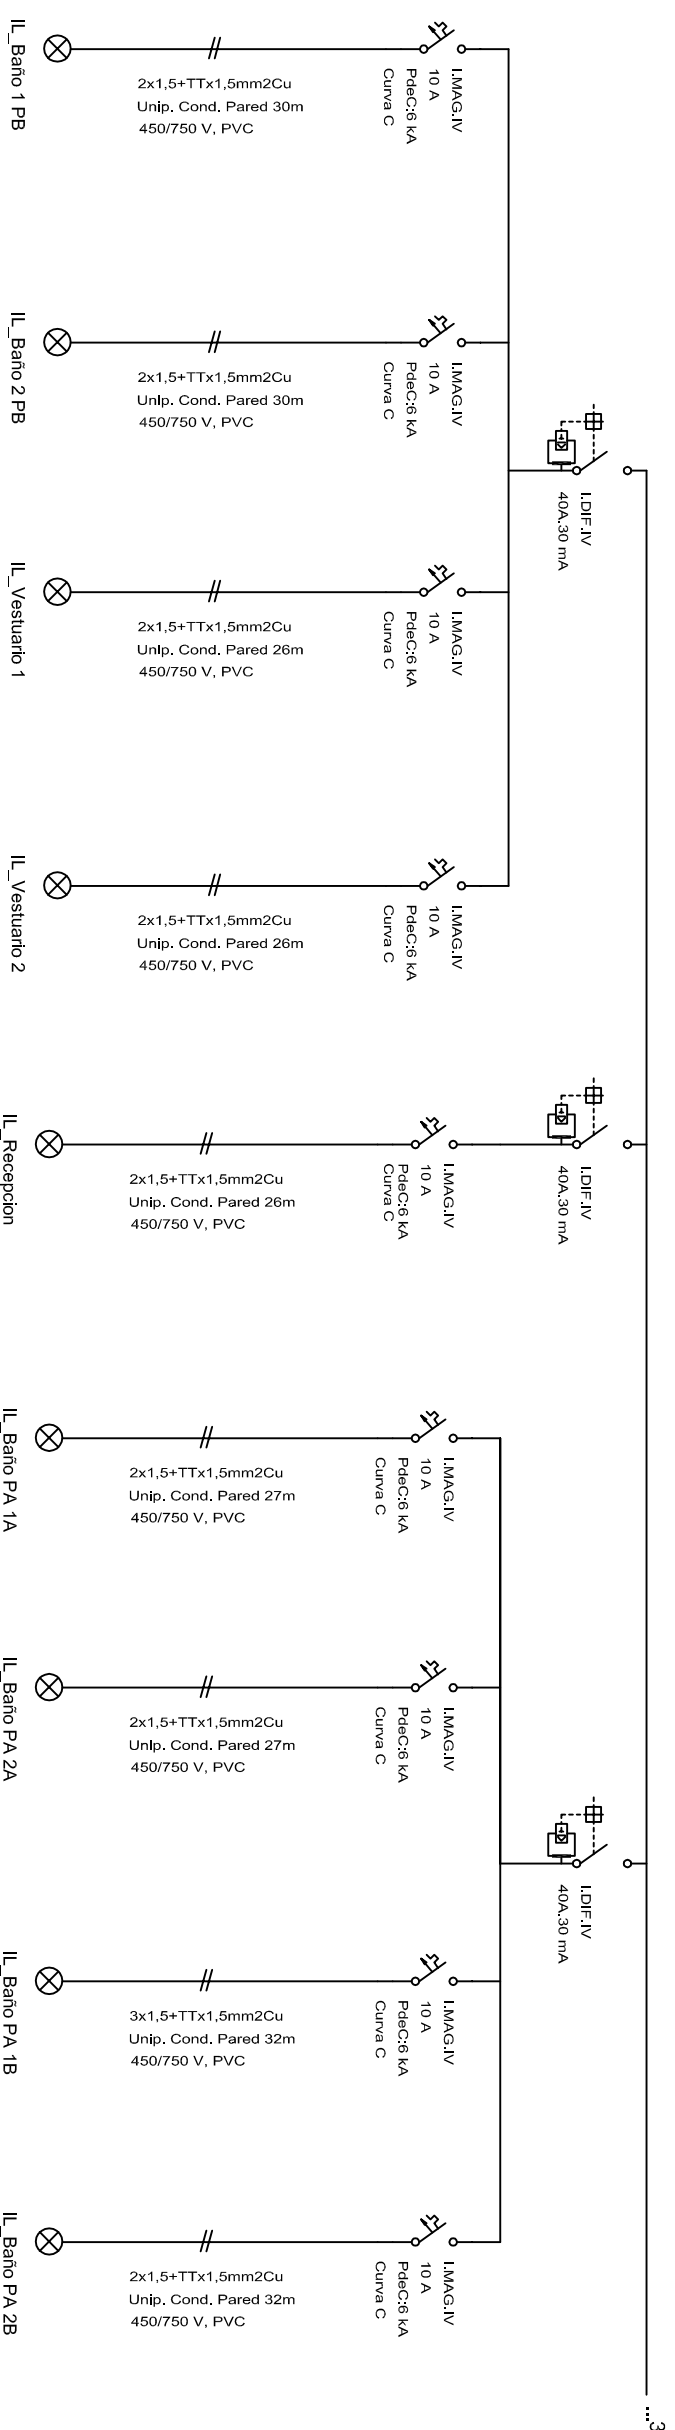 I.MAG.IV
10 A
PdeC:6 kA
Curva C
2x1,5+TTx1,5mm2Cu
Unip. Cond. Pared 30m
450/750 V, PVC
IL_Baño 1 PB
I.MAG.IV
10 A
PdeC:6 kA
Curva C
2x1,5+TTx1,5mm2Cu
Unip. Cond. Pared 30m
450/750 V, PVC
IL_Baño 2 PB
I.DIF.IV
40A.30 mA
I.MAG.IV
10 A
PdeC:6 kA
Curva C
2x1,5+TTx1,5mm2Cu
Unip. Cond. Pared 26m
450/750 V, PVC
IL_Vestuario 1
I.MAG.IV
10 A
PdeC:6 kA
Curva C
2x1,5+TTx1,5mm2Cu
Unip. Cond. Pared 26m
450/750 V, PVC
IL_Vestuario 2
I.DIF.IV
40A.30 mA
I.MAG.IV
10 A
PdeC:6 kA
Curva C
2x1,5+TTx1,5mm2Cu
Unip. Cond. Pared 26m
450/750 V, PVC
IL_Recepcion
I.MAG.IV
10 A
PdeC:6 kA
Curva C
2x1,5+TTx1,5mm2Cu
Unip. Cond. Pared 27m
450/750 V, PVC
IL_Baño PA 1A
I.MAG.IV
10 A
PdeC:6 kA
Curva C
2x1,5+TTx1,5mm2Cu
Unip. Cond. Pared 27m
450/750 V, PVC
IL_Baño PA 2A
I.DIF.IV
40A.30 mA
I.MAG.IV
10 A
PdeC:6 kA
Curva C
3x1,5+TTx1,5mm2Cu
Unip. Cond. Pared 32m
450/750 V, PVC
IL_Baño PA 1B
I.MAG.IV
10 A
PdeC:6 kA
Curva C
2x1,5+TTx1,5mm2Cu
Unip. Cond. Pared 32m
450/750 V, PVC
IL_Baño PA 2B
...3